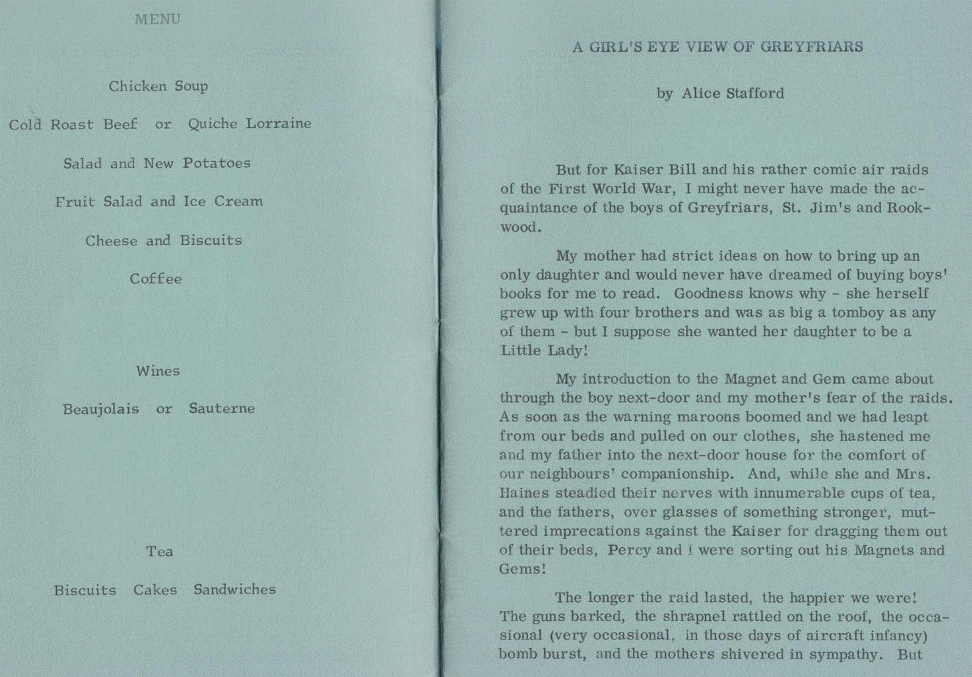 MENU
Chicken Soup
Cold Roast Beef or Quiche Lorraine
Salad and New Potatoes
Fruit Salad and Ice Cream
Cheese and Biscuits
Coffee
Wines
Beaujolais or Sauterne
Tea
Biscuits Cakes Sandwiches
A GIRL'S EYE VIEW OF GREYFRIARS
by Alice Stafford
But for Kaiser Bill and his rather comic air raids
of the First World War, I might never have made the ac-
quaintance of the boys of Greyfriars, St. Jim's and Rook-
wood.
My mother had strict ideas on how to bring up an
only daughter and would never have dreamed of buying boys'
books for me to read. Goodness knows why - she herself
grew up with four brothers and was as big a tomboy as any
of them - but I suppose she wanted her daughter to be a
Little Lady!
My introduction to the Magnet and Gem came about
through the boy next-door and my mother's fear of the raids.
As soon as the warning maroons boomed and we had leapt
from our beds and pulled on our clothes, she hastened me
and my father into the next-door house for the comfort of
our neighbours' companionship. And, while she and Mrs.
Haines steadied their nerves with innumerable cups of tea,
and the fathers, over glasses of something stronger, mut-
tered imprecations against the Kaiser for dragging them out
of their beds, Percy and I were sorting out his Magnets and
Gems!
The longer the raid lasted, the happier we were!
The guns barked, the shrapnel rattled on the roof, the occa-
sional (very occasional, in those days of aircraft infancy)
bomb burst, and the mothers shivered in sympathy. But